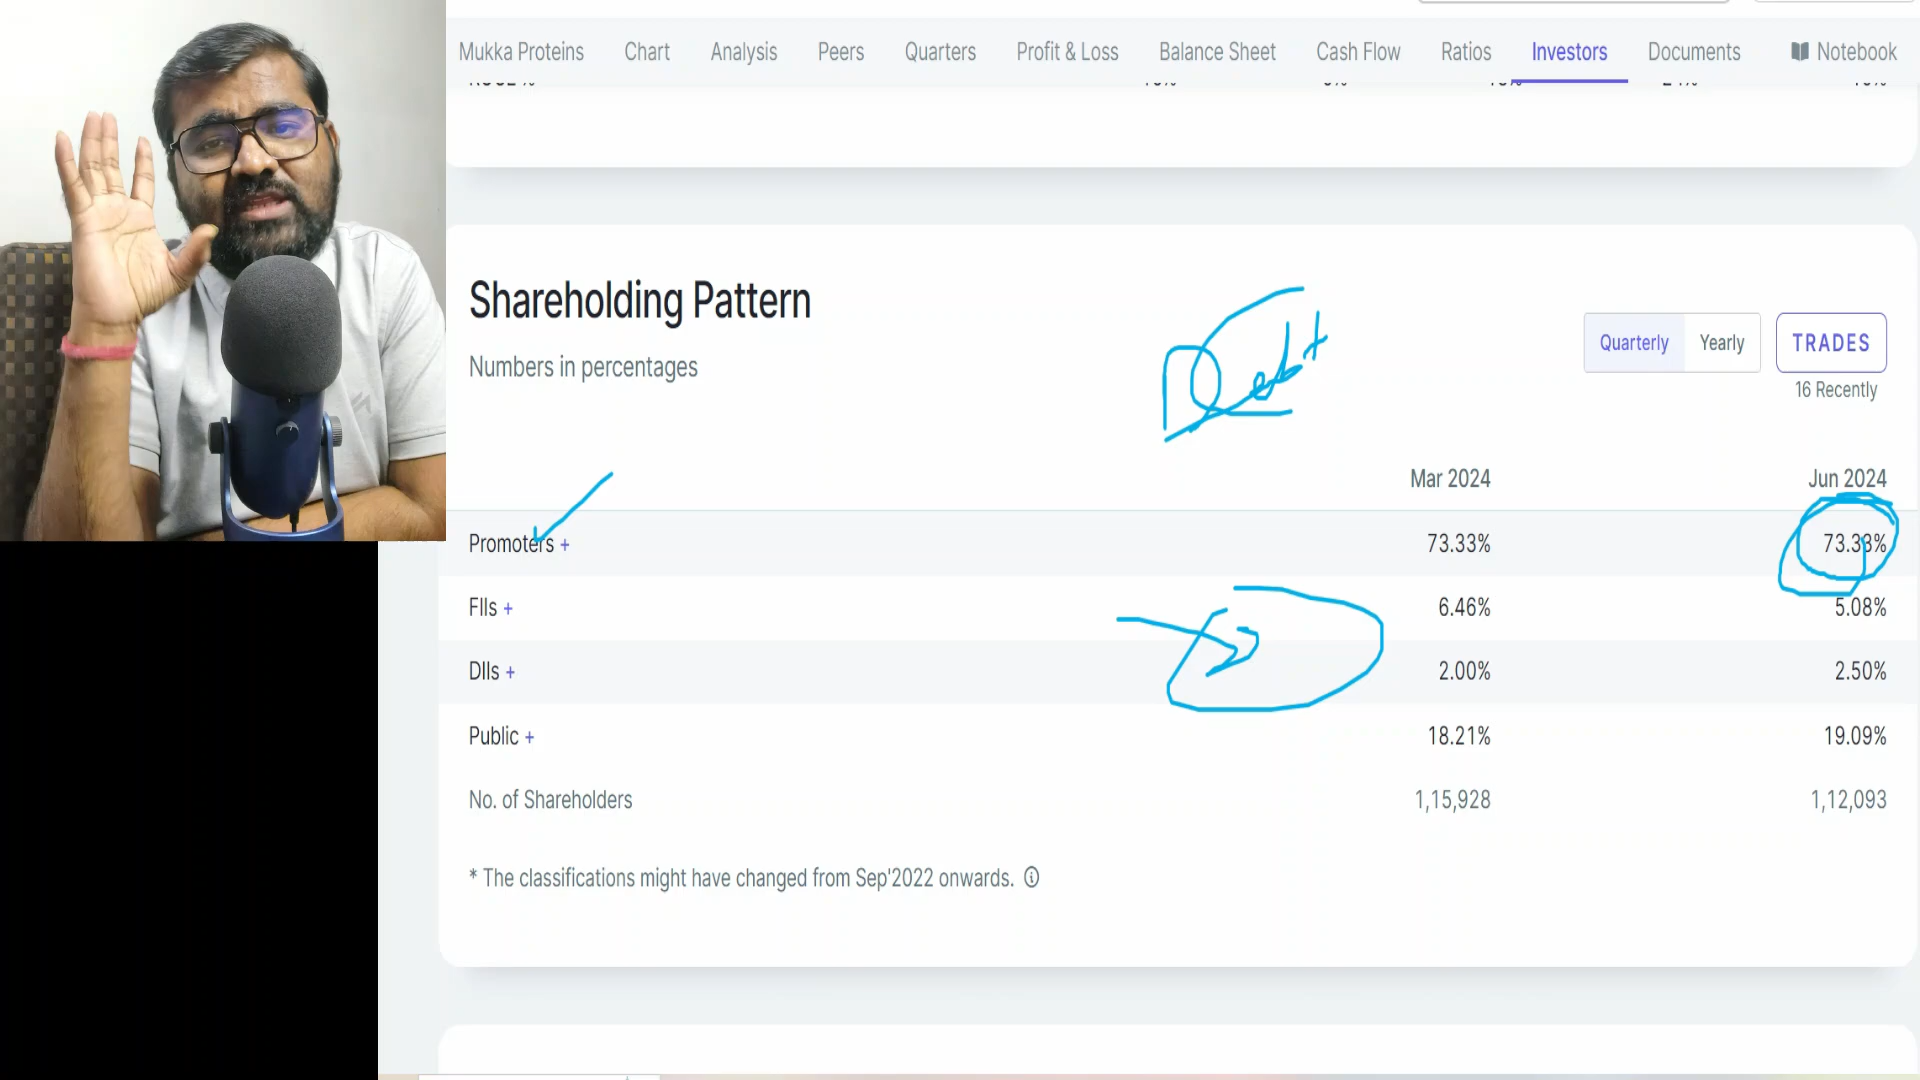 Mukka Proteins Chart Analysis Peers Quarters Profit & Loss Balance Sheet Cash Flow Ratios Investors Documents Notebook
Shareholding Pattern
Numbers in percentages
Debt
Quarterly Yearly TRADES
16 Recently
Mar 2024 Jun 2024
Promoters + 73.33% 73.33%
FIIs + 6.46% 5.08%
DIIs + 2.00% 2.50%
Public + 18.21% 19.09%
No. of Shareholders 1,15,928 1,12,093
* The classifications might have changed from Sep'2022 onwards.